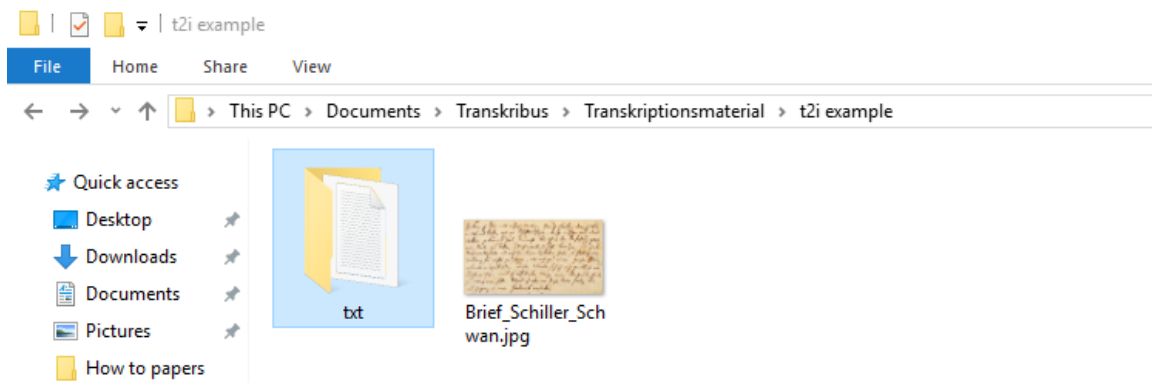 t2i example
File Home Share View
This PC > Documents > Transkribus > Transkriptionsmaterial > t2i example
Quick access
Desktop
Downloads
Documents
Pictures
How to papers
txt
Brief_Schiller_Sch
wan.jpg